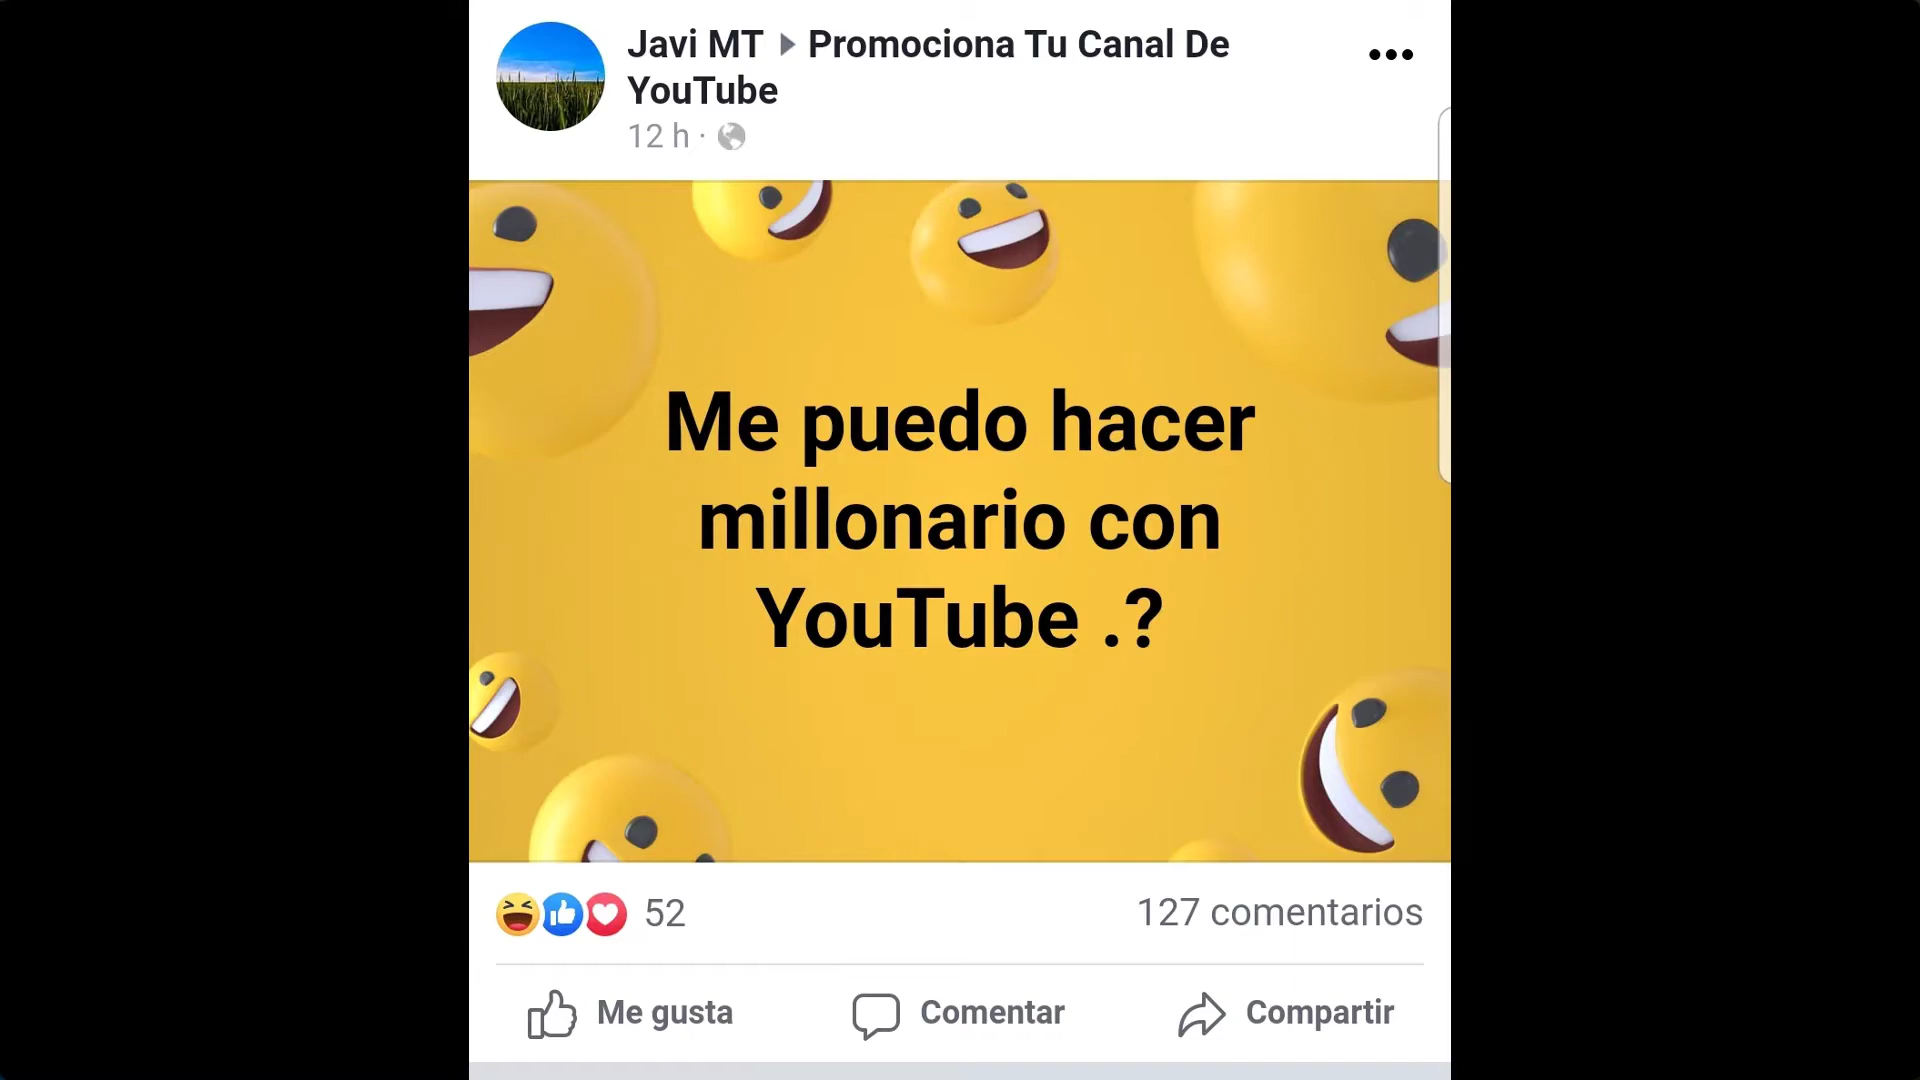 Javi MT ▶ Promociona Tu Canal De
YouTube
12 h ·
Me puedo hacer
millonario con
YouTube .?
52
127 comentarios
Me gusta
Comentar
Compartir